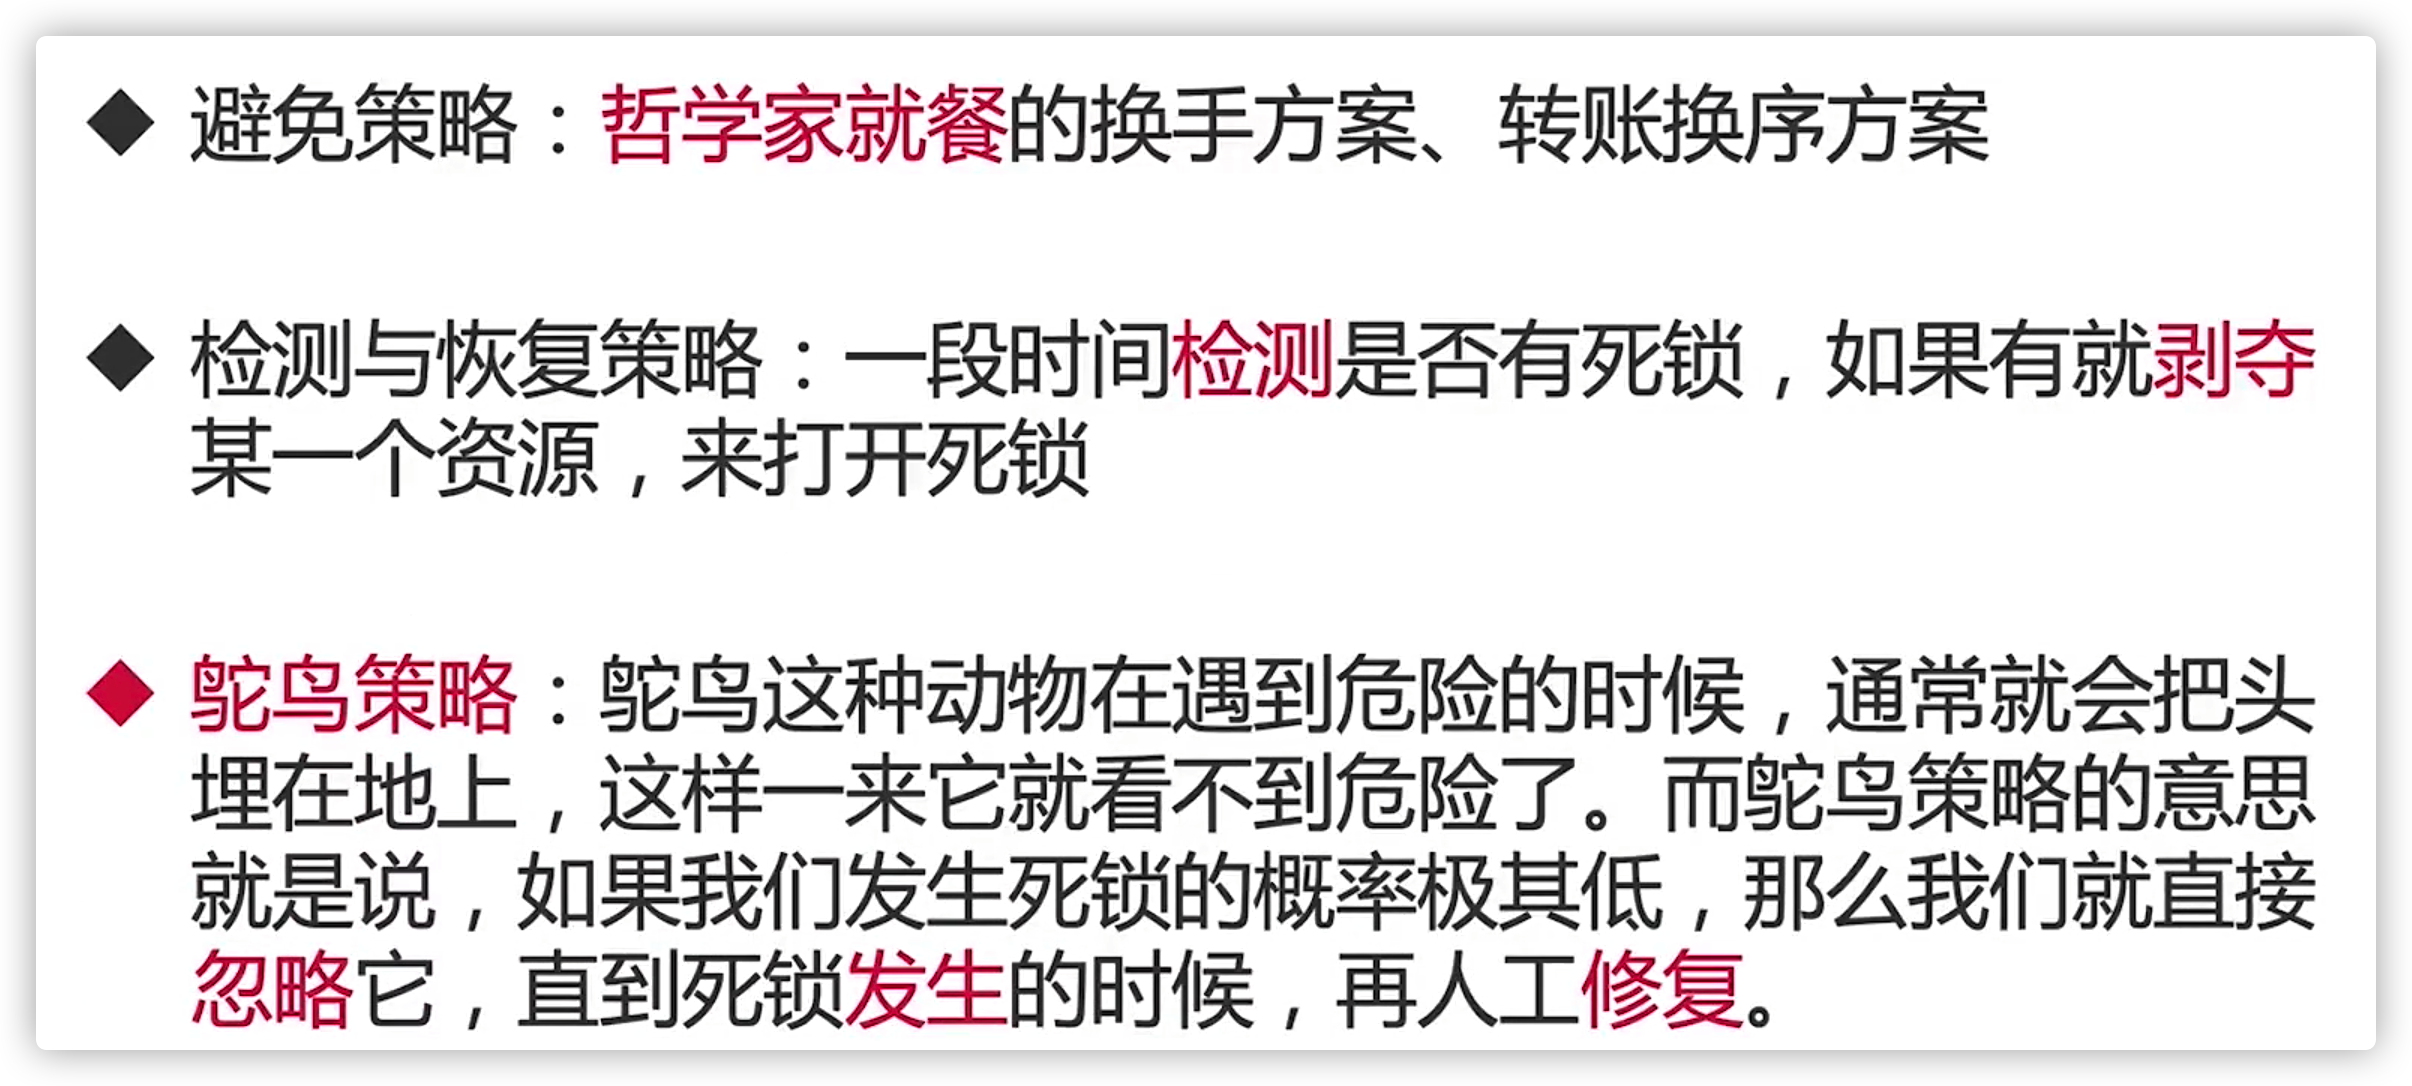 ◆ 避免策略：哲学家就餐的换手方案、转账换序方案
◆ 检测与恢复策略：一段时间检测是否有死锁，如果有就剥夺
某一个资源，来打开死锁
◆ 鸵鸟策略：鸵鸟这种动物在遇到危险的时候，通常就会把头
埋在地上，这样一来它就看不到危险了。而鸵鸟策略的意思
就是说，如果我们发生死锁的概率极其低，那么我们就直接
忽略它，直到死锁发生的时候，再人工修复。